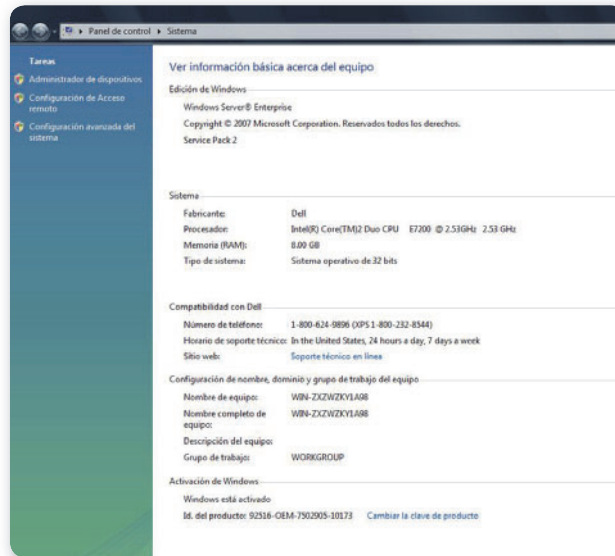 Panel de control ▸ Sistema
Tareas
Administrador de dispositivos
Configuración de Acceso
remoto
Configuración avanzada del
sistema
Ver información básica acerca del equipo
Edición de Windows
Windows Server® Enterprise
Copyright © 2007 Microsoft Corporation. Reservados todos los derechos.
Service Pack 2
Sistema
Fabricante: Dell
Procesador: Intel(R) Core(TM)2 Duo CPU E7200 @ 2.53GHz 2.53 GHz
Memoria (RAM): 8.00 GB
Tipo de sistema: Sistema operativo de 32 bits
Compatibilidad con Dell
Número de teléfono: 1-800-624-9896 (XPS 1-800-232-8544)
Horario de soporte técnico: In the United States, 24 hours a day, 7 days a week
Sitio web: Soporte técnico en línea
Configuración de nombre, dominio y grupo de trabajo del equipo
Nombre de equipo: WIN-ZXZWZKY1A98
Nombre completo de WIN-ZXZWZKY1A98
equipo:
Descripción del equipo:
Grupo de trabajo: WORKGROUP
Activación de Windows
Windows está activado
Id. del producto: 92516-OEM-7502905-10173 Cambiar la clave de producto